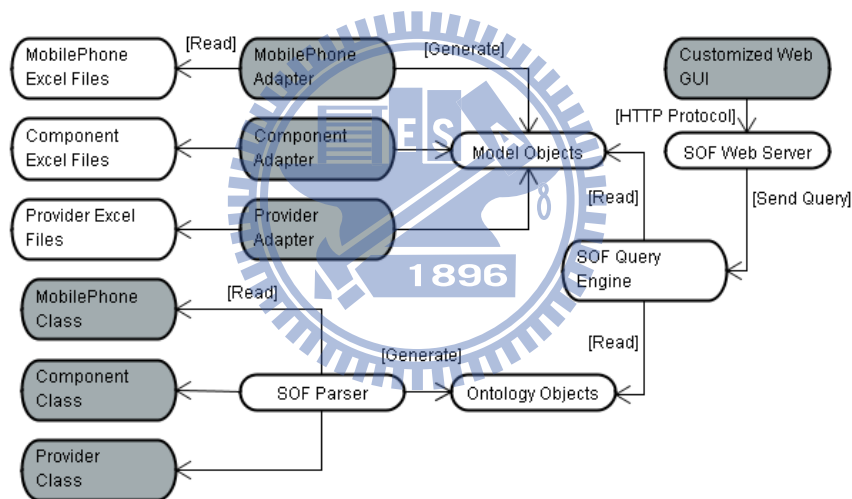 MobilePhone
Excel Files
[Read]
MobilePhone
Adapter
[Generate]
Customized Web
GUI
[HTTP Protocol]
Component
Excel Files
Component
Adapter
E S
Model Objects
SOF Web Server
[Read]
[Send Query]
Provider Excel
Files
Provider
Adapter
SOF Query
Engine
1896
MobilePhone
Class
[Read]
[Read]
[Generate]
Component
Class
SOF Parser
Ontology Objects
Provider
Class